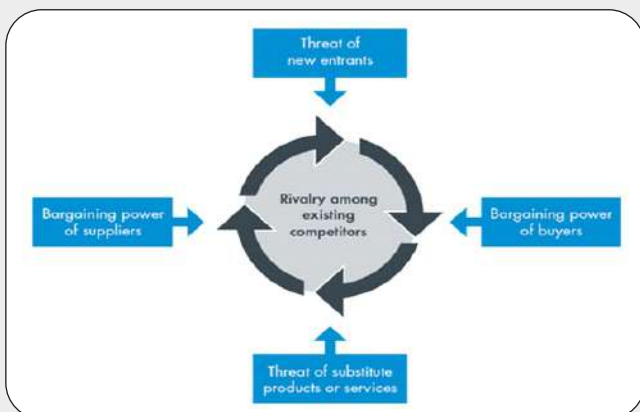 Threat of
new entrants
Bargaining power
of suppliers
Rivalry among
existing
competitors
Bargaining power
of buyers
Threat of substitute
products or services